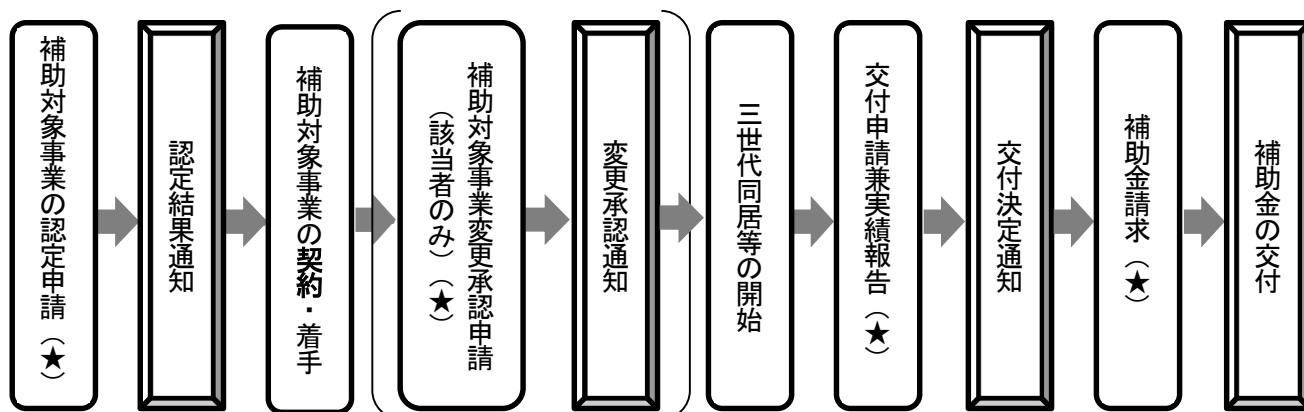 補助対象事業の認定申請（★）
認定結果通知
補助対象事業の契約・着手
補助対象事業変更承認申請
（該当者のみ）（★）
変更承認通知
三世代同居等の開始
交付申請兼実績報告（★）
交付決定通知
補助金請求（★）
補助金の交付